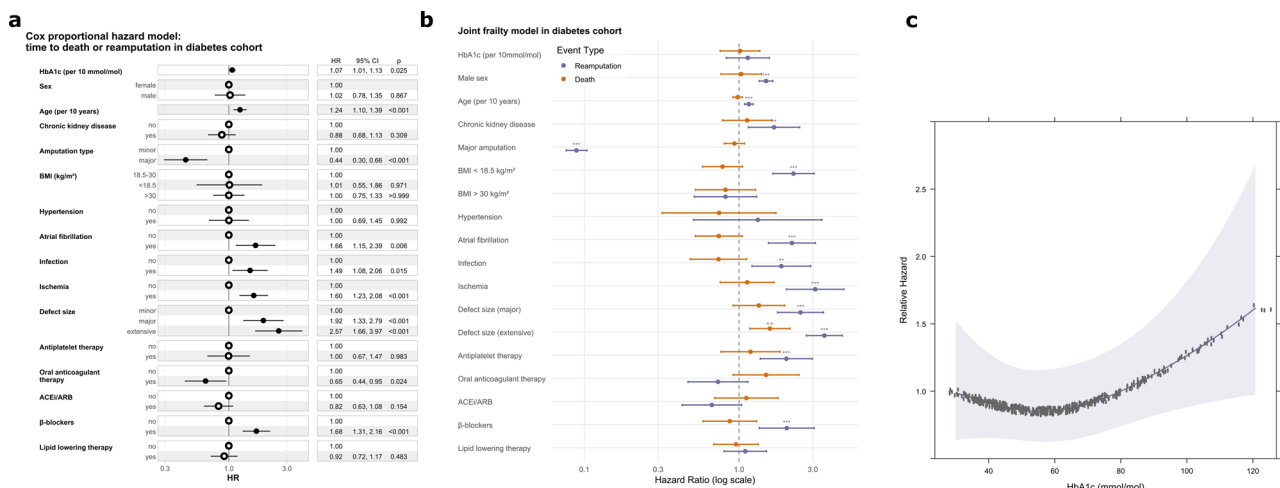 a
Cox proportional hazard model:
time to death or reamputation in diabetes cohort
HR 95% CI p
HbA1c (per 10 mmol/mol) 1.07 1.01, 1.13 0.025
Sex female 1.00
male 1.02 0.78, 1.35 0.867
Age (per 10 years) 1.24 1.10, 1.39 <0.001
Chronic kidney disease no 1.00
yes 0.88 0.68, 1.13 0.309
Amputation type minor 1.00
major 0.44 0.30, 0.66 <0.001
BMI (kg/m²) 18.5-30 1.00
<18.5 1.01 0.55, 1.86 0.971
>30 1.00 0.75, 1.33 >0.999
Hypertension no 1.00
yes 1.00 0.69, 1.45 0.992
Atrial fibrillation no 1.00
yes 1.66 1.15, 2.39 0.006
Infection no 1.00
yes 1.49 1.08, 2.06 0.015
Ischemia no 1.00
yes 1.60 1.23, 2.08 <0.001
Defect size minor 1.00
major 1.92 1.33, 2.79 <0.001
extensive 2.57 1.66, 3.97 <0.001
Antiplatelet therapy no 1.00
yes 1.00 0.67, 1.47 0.983
Oral anticoagulant no 1.00
therapy yes 0.65 0.44, 0.95 0.024
ACEi/ARB no 1.00
yes 0.82 0.63, 1.08 0.154
β-blockers no 1.00
yes 1.68 1.31, 2.16 <0.001
Lipid lowering therapy no 1.00
yes 0.92 0.72, 1.17 0.483
0.3 1.0 3.0
HR
b
Joint frailty model in diabetes cohort
Event Type
Reamputation
Death
HbA1c (per 10mmol/mol)
Male sex ***
Age (per 10 years) ***
Chronic kidney disease
Major amputation ***
BMI < 18.5 kg/m² ***
BMI > 30 kg/m²
Hypertension
Atrial fibrillation ***
Infection **
Ischemia ***
Defect size (major) ***
Defect size (extensive) ** ***
Antiplatelet therapy ***
Oral anticoagulant therapy
ACEi/ARB
β-blockers ***
Lipid lowering therapy
0.1 0.3 1.0 3.0
Hazard Ratio (log scale)
c
Relative Hazard
2.5
2.0
1.5
1.0
40 60 80 100 120
HbA1c (mmol/mol)